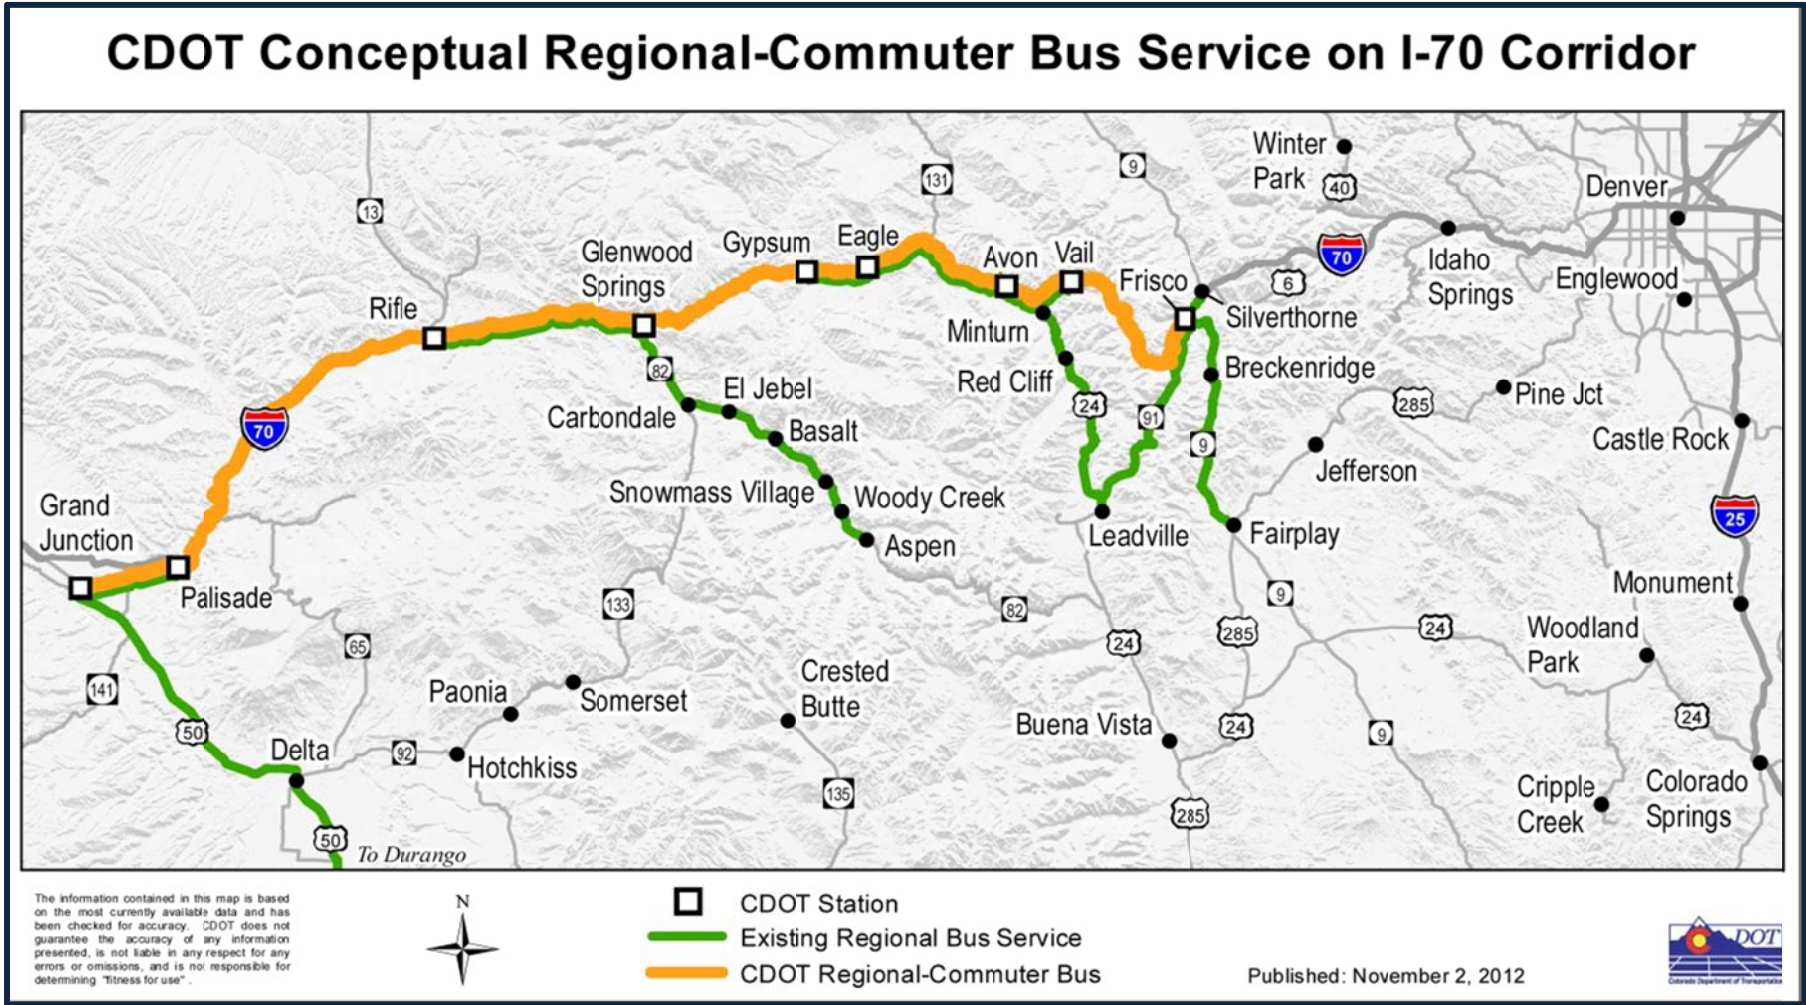 CDOT Conceptual Regional-Commuter Bus Service on I-70 Corridor
Winter
Park
40
9
131
13
Denver
Glenwood
Springs
Gypsum
Eagle
Avon
Vail
Frisco
70
6
Idaho
Springs
Englewood
Rifle
Silverthorne
Minturn
82
Red Cliff
Breckenridge
24
91
9
285
Pine Jct
El Jebel
Carbondale
Basalt
70
Castle Rock
Jefferson
Snowmass Village
Woody Creek
Grand
Junction
25
Aspen
Leadville
Fairplay
Palisade
133
82
9
Monument
65
24
285
24
Woodland
Park
141
Paonia
Somerset
Crested
Butte
50
Delta
92
Hotchkiss
Buena Vista
24
9
24
135
285
Cripple
Creek
Colorado
Springs
50
To Durango
The information contained in this map is based
on the most currently available data and has
been checked for accuracy. CDOT does not
guarantee the accuracy of any information
presented, is not liable in any respect for any
errors or omissions, and is not responsible for
determining "fitness for use" .
N
CDOT Station
Existing Regional Bus Service
CDOT Regional-Commuter Bus
Published: November 2, 2012
DOT
Colorado Department of Transportation